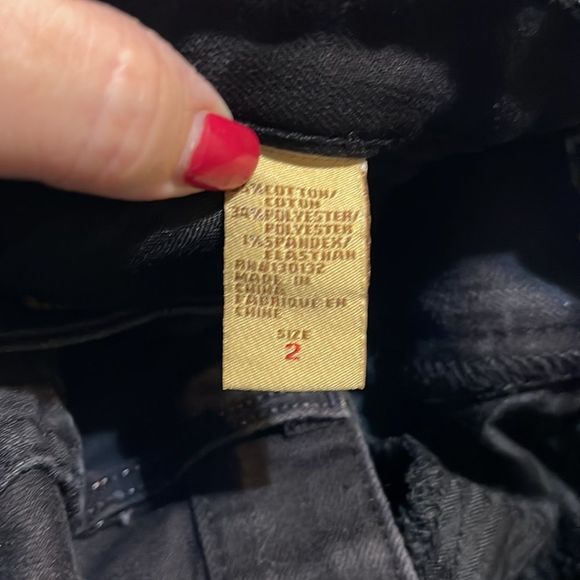 5% COTTON/
COTON
34% POLYESTER/
POLYESTER
1% SPANDEX/
ELASTHAN
RN#130132
MADE IN
CHINA
FABRIQUE EN
CHINE
SIZE
2